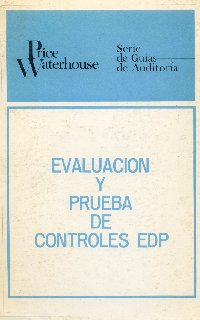 Price
Waterhouse
Serie
de Guías
de Auditoría
EVALUACION
Y
PRUEBA
DE
CONTROLES EDP